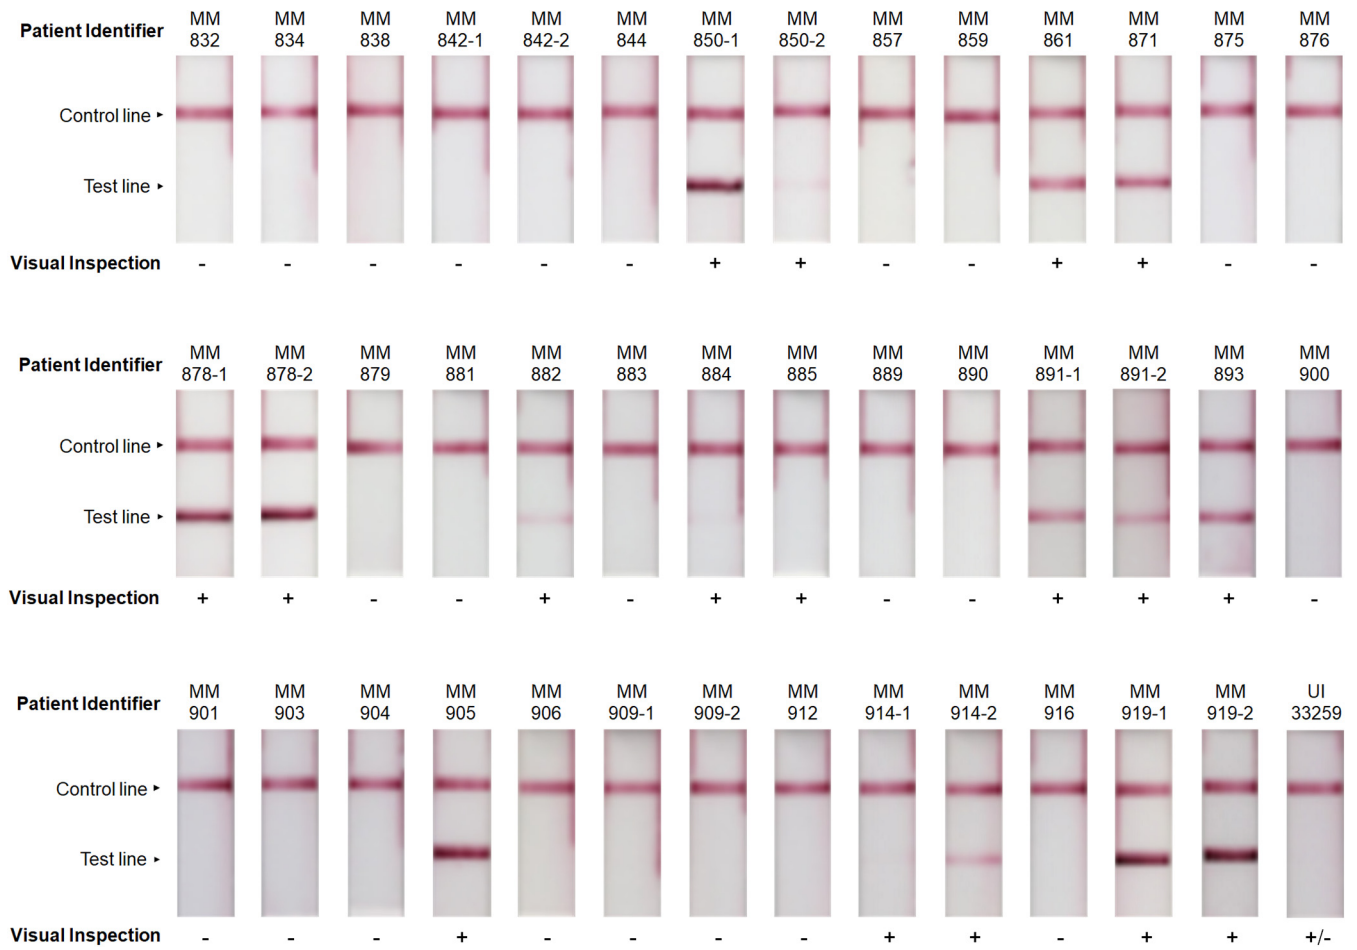 Patient Identifier MM 832 MM 834 MM 838 MM 842-1 MM 842-2 MM 844 MM 850-1 MM 850-2 MM 857 MM 859 MM 861 MM 871 MM 875 MM 876
Control line ▸
Test line ▸
Visual Inspection - - - - - - + + - - + + - -
Patient Identifier MM 878-1 MM 878-2 MM 879 MM 881 MM 882 MM 883 MM 884 MM 885 MM 889 MM 890 MM 891-1 MM 891-2 MM 893 MM 900
Control line ▸
Test line ▸
Visual Inspection + + - - + - + + - - + + + -
Patient Identifier MM 901 MM 903 MM 904 MM 905 MM 906 MM 909-1 MM 909-2 MM 912 MM 914-1 MM 914-2 MM 916 MM 919-1 MM 919-2 UI 33259
Control line ▸
Test line ▸
Visual Inspection - - - + - - - - + + - + + +/-